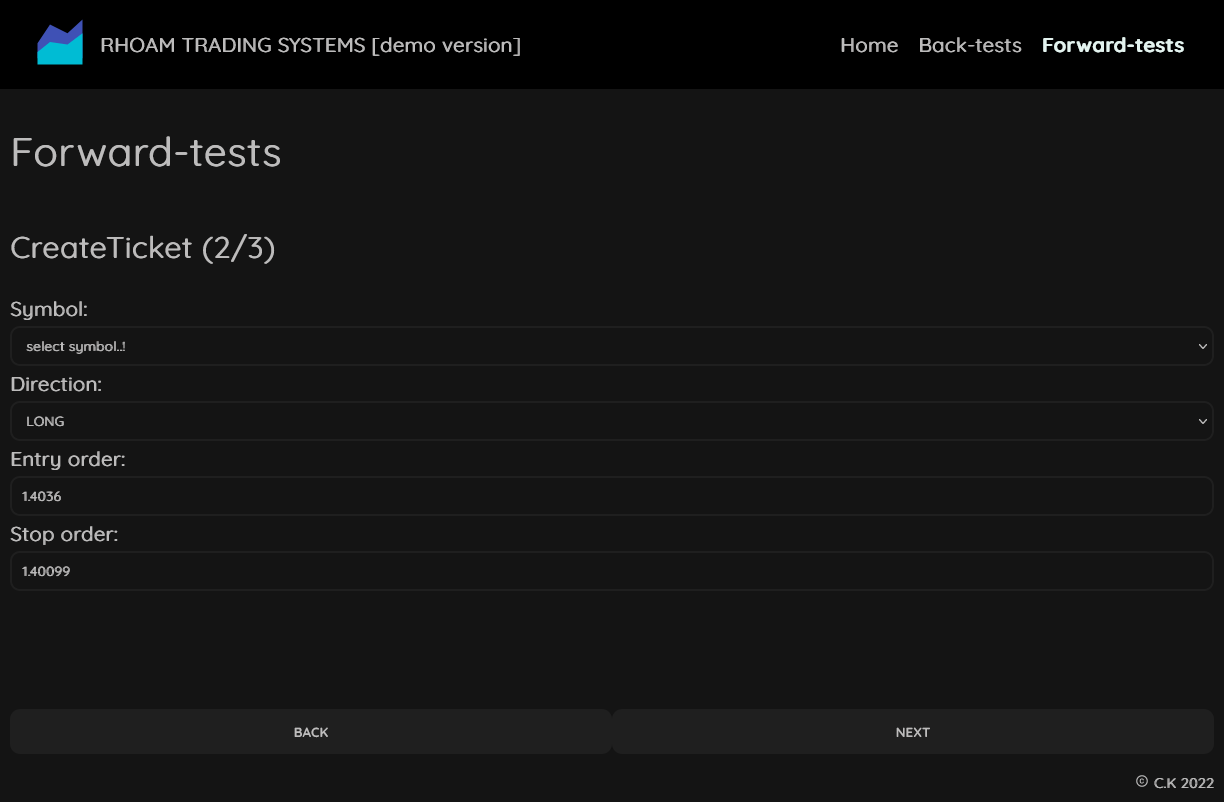 RHOAM TRADING SYSTEMS [demo version]
Home Back-tests Forward-tests
Forward-tests
CreateTicket (2/3)
Symbol:
select symbol..!
Direction:
LONG
Entry order:
1.4036
Stop order:
1.40099
BACK NEXT
© C.K 2022